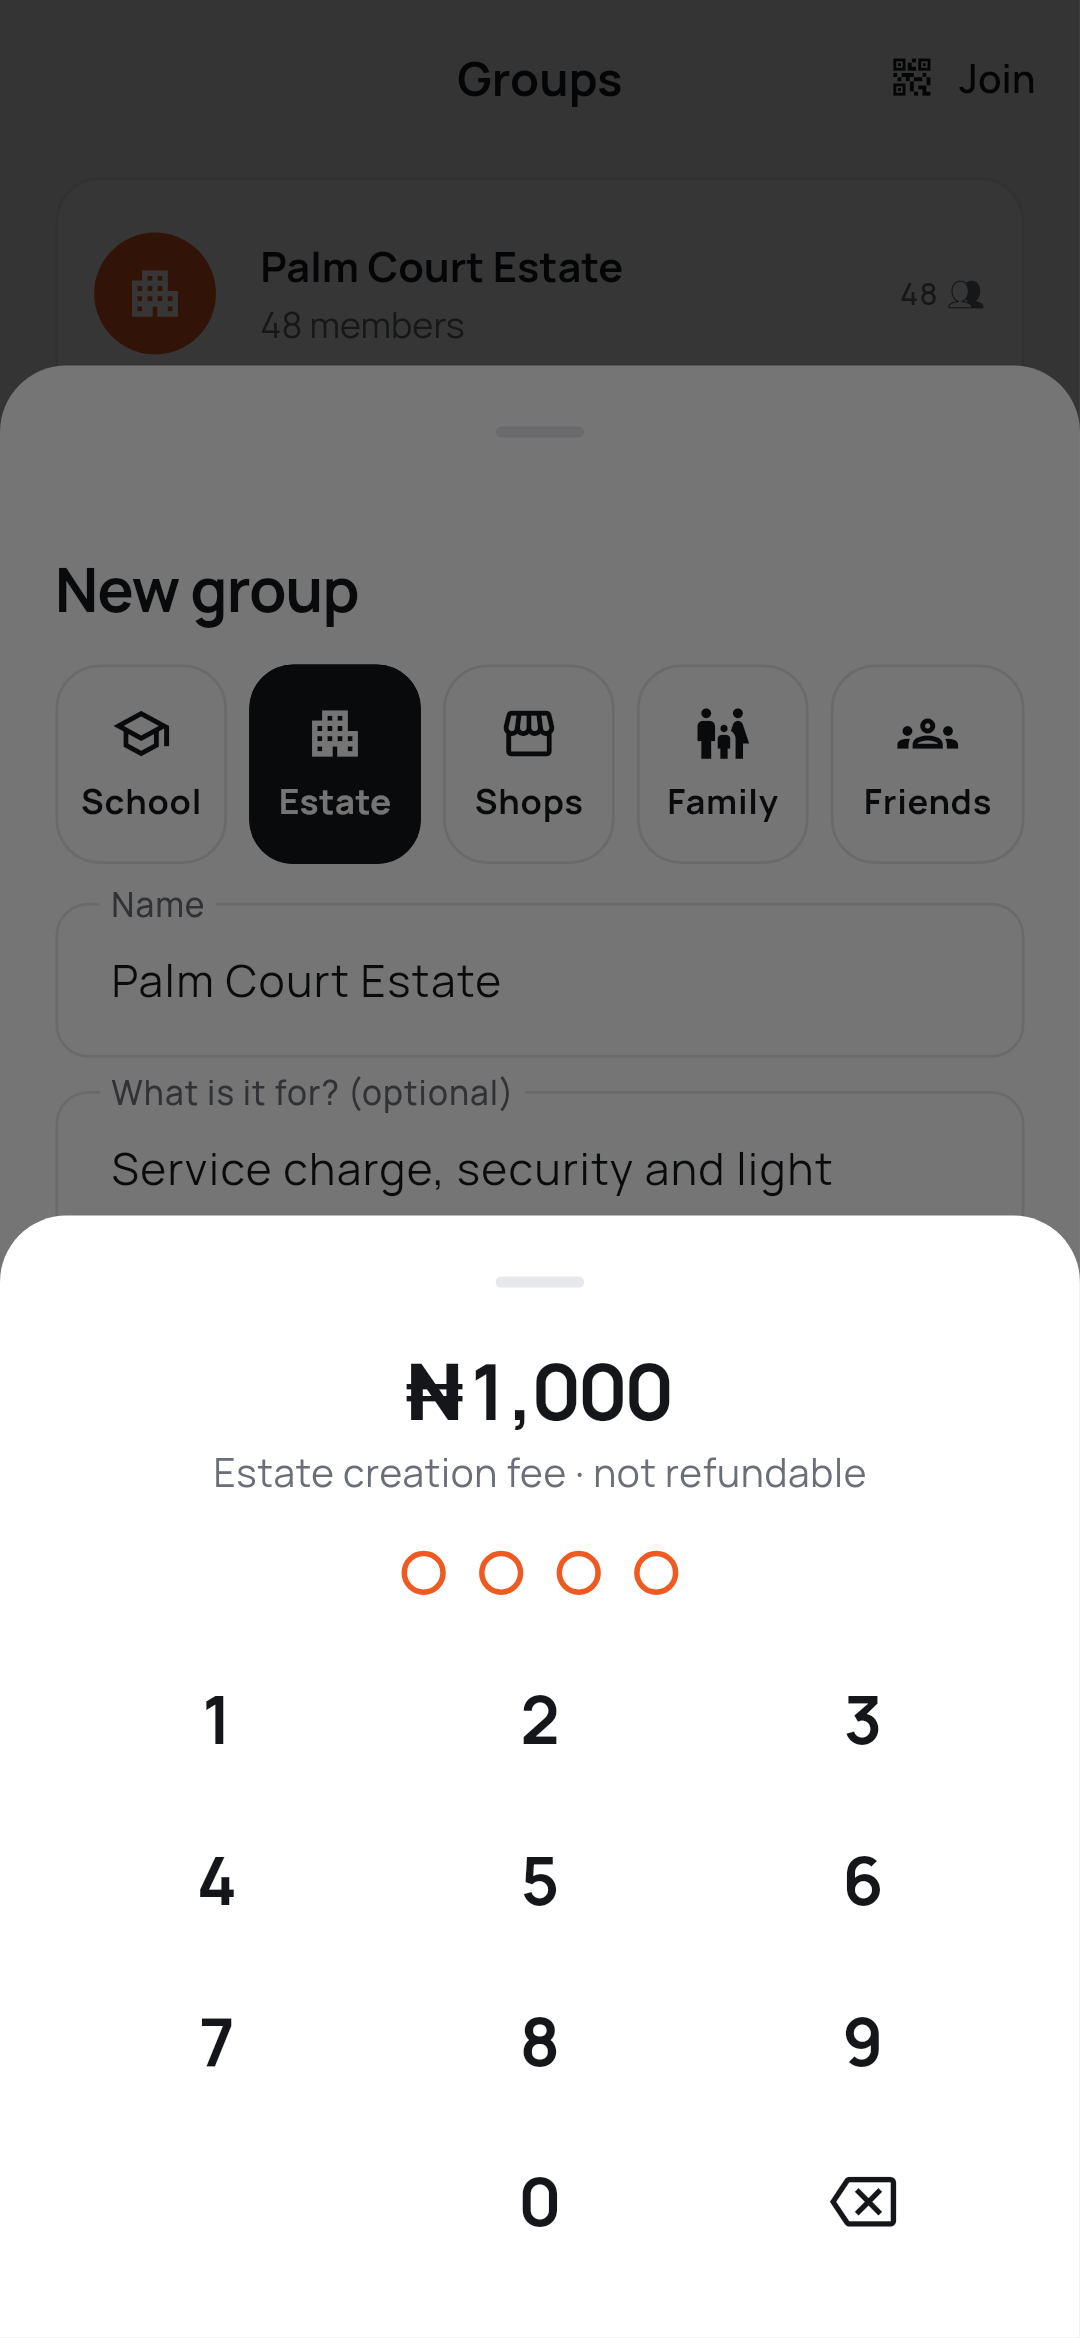 Groups
Join
Palm Court Estate
48 members
48
New group
School
Estate
Shops
Family
Friends
Name
Palm Court Estate
What is it for? (optional)
Service charge, security and light
₦1,000
Estate creation fee · not refundable
1 2 3
4 5 6
7 8 9
0